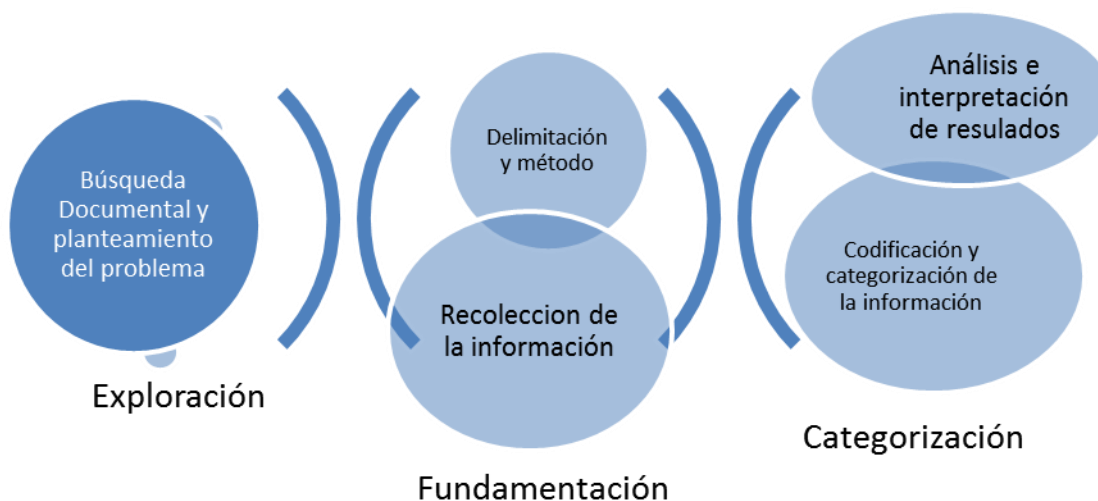 Búsqueda
Documental y
planteamiento
del problema
Exploración
Delimitación
y método
Recoleccion de
la información
Fundamentación
Análisis e
interpretación
de resulados
Codificación y
categorización de
la información
Categorización